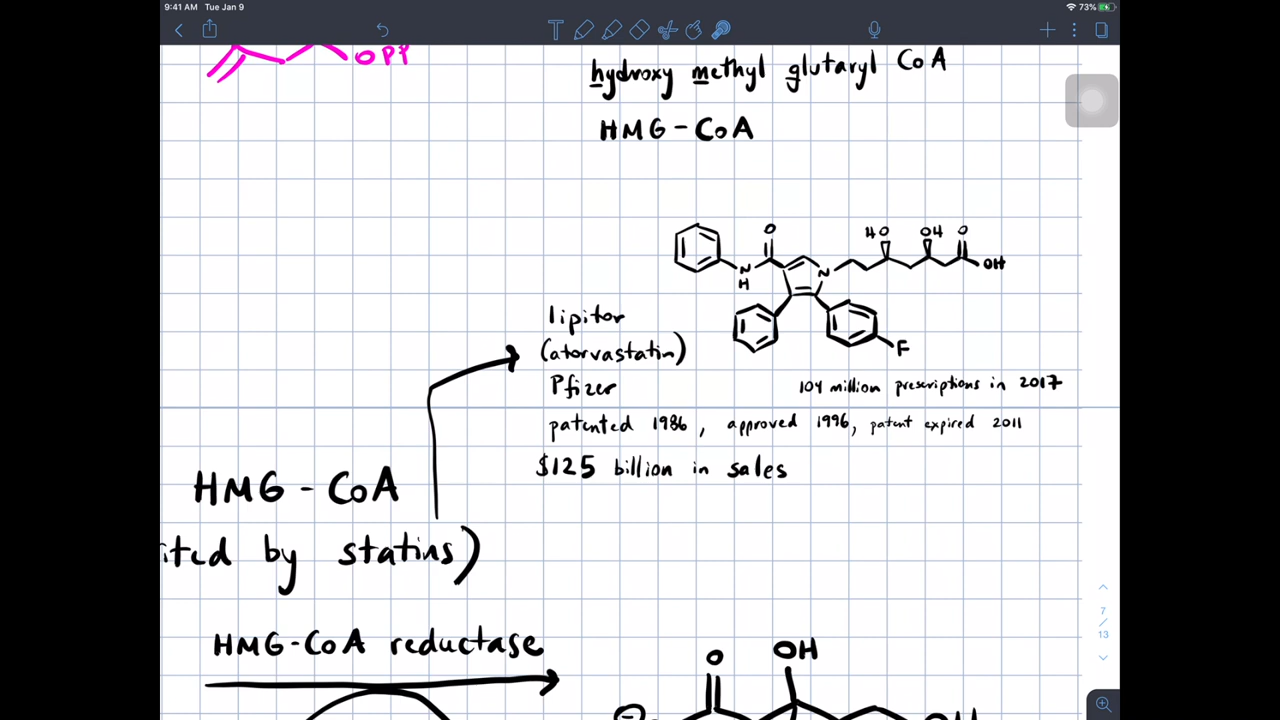 9:41 AM Tue Jan 9
73%
OPP
hydroxy methyl glutaryl CoA
HMG-CoA
O
HO OH O
OH
N
H
N
F
lipitor
(atorvastatin)
Pfizer
104 million prescriptions in 2017
patented 1986, approved 1996, patent expired 2011
$125 billion in sales
HMG-CoA
ited by statins)
HMG-CoA reductase
O
OH
OH
7
/
13